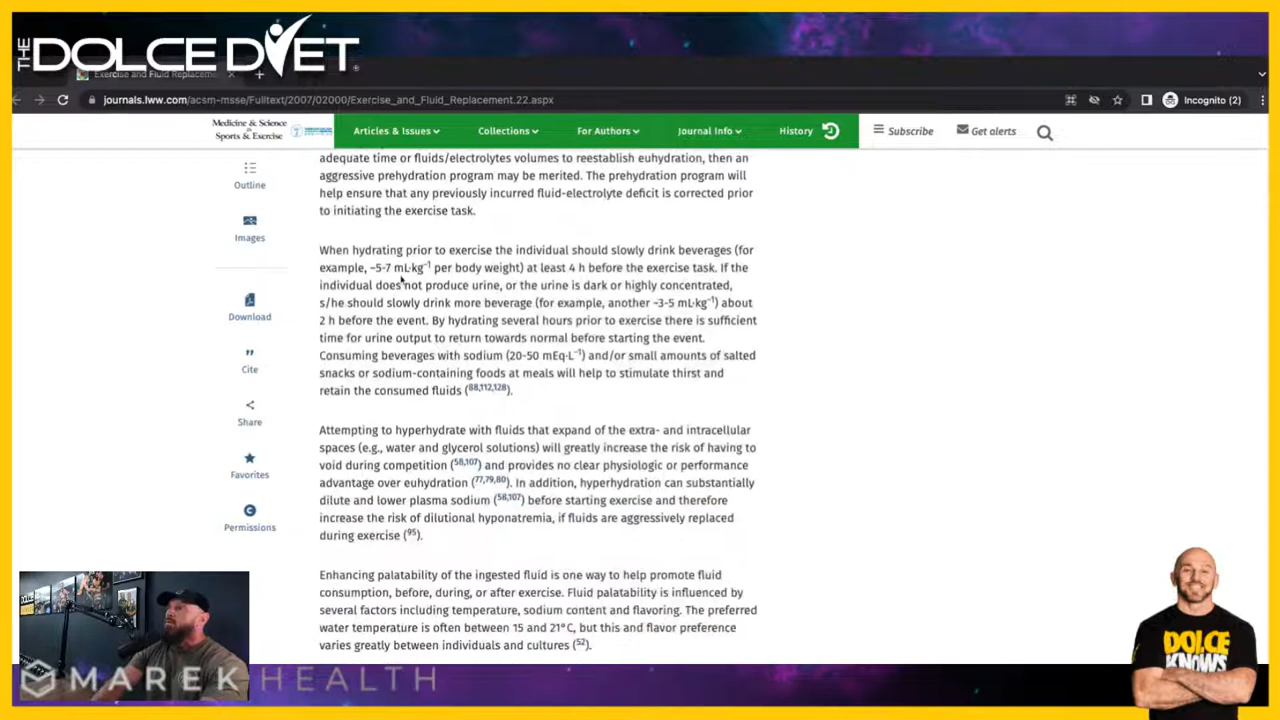 THE
DOLCE DIET®
Exercise and Fluid Replaceme
journals.lww.com/acsm-msse/Fulltext/2007/02000/Exercise_and_Fluid_Replacement.22.aspx
Incognito (2)
Medicine & Science
in
Sports & Exercise
Articles & Issues
Collections
For Authors
Journal Info
History
Subscribe
Get alerts
Outline
Images
Download
Cite
Share
Favorites
Permissions
adequate time or fluids/electrolytes volumes to reestablish euhydration, then an
aggressive prehydration program may be merited. The prehydration program will
help ensure that any previously incurred fluid-electrolyte deficit is corrected prior
to initiating the exercise task.
When hydrating prior to exercise the individual should slowly drink beverages (for
example, ~5-7 mL·kg⁻¹ per body weight) at least 4 h before the exercise task. If the
individual does not produce urine, or the urine is dark or highly concentrated,
s/he should slowly drink more beverage (for example, another ~3-5 mL·kg⁻¹) about
2 h before the event. By hydrating several hours prior to exercise there is sufficient
time for urine output to return towards normal before starting the event.
Consuming beverages with sodium (20-50 mEq·L⁻¹) and/or small amounts of salted
snacks or sodium-containing foods at meals will help to stimulate thirst and
retain the consumed fluids (88,112,128).
Attempting to hyperhydrate with fluids that expand of the extra- and intracellular
spaces (e.g., water and glycerol solutions) will greatly increase the risk of having to
void during competition (58,107) and provides no clear physiologic or performance
advantage over euhydration (77,79,80). In addition, hyperhydration can substantially
dilute and lower plasma sodium (58,107) before starting exercise and therefore
increase the risk of dilutional hyponatremia, if fluids are aggressively replaced
during exercise (95).
Enhancing palatability of the ingested fluid is one way to help promote fluid
consumption, before, during, or after exercise. Fluid palatability is influenced by
several factors including temperature, sodium content and flavoring. The preferred
water temperature is often between 15 and 21°C, but this and flavor preference
varies greatly between individuals and cultures (52).
MAREK HEALTH
DOLCE
KNOWS